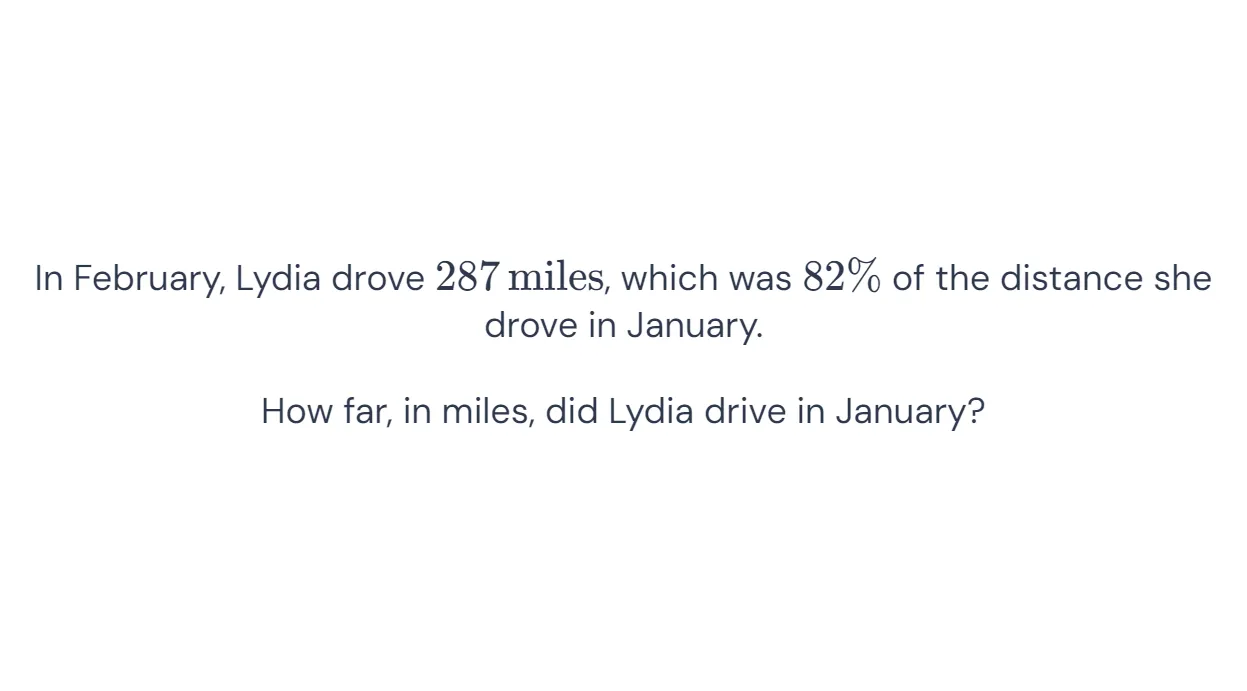 In February, Lydia drove 287 miles, which was 82% of the distance she
drove in January.
How far, in miles, did Lydia drive in January?